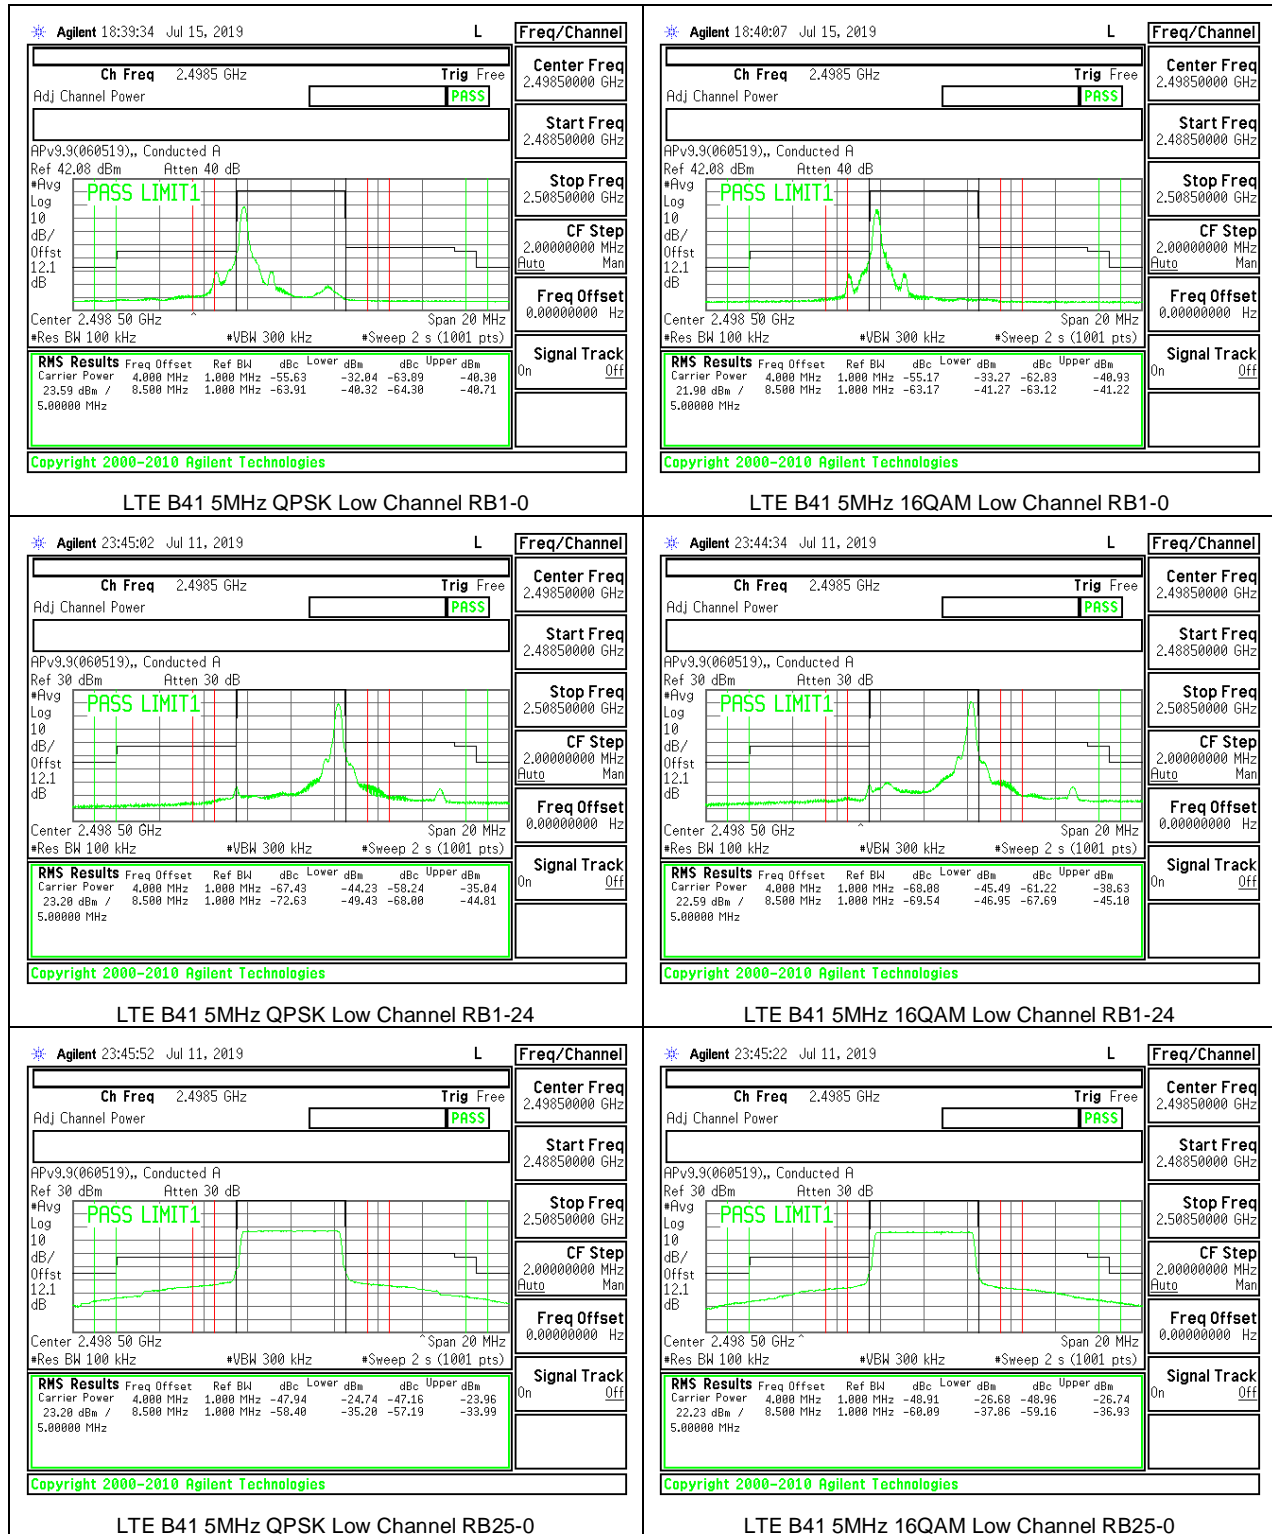 Agilent 18:39:34 Jul 15, 2019 L Freq/Channel
Ch Freq 2.4985 GHz Trig Free
Adj Channel Power PASS
APv9.9(060519),, Conducted A
Ref 42.08 dBm Atten 40 dB
#Avg
Log
10
dB/
Offst
12.1
dB
PASS LIMIT1
Center 2.498 50 GHz Span 20 MHz
#Res BW 100 kHz #VBW 300 kHz #Sweep 2 s (1001 pts)
RMS Results Freq Offset Ref BW dBc Lower dBm dBc Upper dBm
Carrier Power 4.000 MHz 1.000 MHz -55.63 -32.04 -63.89 -40.30
23.59 dBm / 8.500 MHz 1.000 MHz -63.91 -40.32 -64.30 -40.71
5.00000 MHz
Copyright 2000-2010 Agilent Technologies
Center Freq
2.49850000 GHz
Start Freq
2.48850000 GHz
Stop Freq
2.50850000 GHz
CF Step
2.00000000 MHz
Auto Man
Freq Offset
0.00000000 Hz
Signal Track
On Off
LTE B41 5MHz QPSK Low Channel RB1-0
Agilent 18:40:07 Jul 15, 2019 L Freq/Channel
Ch Freq 2.4985 GHz Trig Free
Adj Channel Power PASS
APv9.9(060519),, Conducted A
Ref 42.08 dBm Atten 40 dB
#Avg
Log
10
dB/
Offst
12.1
dB
PASS LIMIT1
Center 2.498 50 GHz Span 20 MHz
#Res BW 100 kHz #VBW 300 kHz #Sweep 2 s (1001 pts)
RMS Results Freq Offset Ref BW dBc Lower dBm dBc Upper dBm
Carrier Power 4.000 MHz 1.000 MHz -55.17 -33.27 -62.83 -40.93
21.90 dBm / 8.500 MHz 1.000 MHz -63.17 -41.27 -63.12 -41.22
5.00000 MHz
Copyright 2000-2010 Agilent Technologies
Center Freq
2.49850000 GHz
Start Freq
2.48850000 GHz
Stop Freq
2.50850000 GHz
CF Step
2.00000000 MHz
Auto Man
Freq Offset
0.00000000 Hz
Signal Track
On Off
LTE B41 5MHz 16QAM Low Channel RB1-0
Agilent 23:45:02 Jul 11, 2019 L Freq/Channel
Ch Freq 2.4985 GHz Trig Free
Adj Channel Power PASS
APv9.9(060519),, Conducted A
Ref 30 dBm Atten 30 dB
#Avg
Log
10
dB/
Offst
12.1
dB
PASS LIMIT1
Center 2.498 50 GHz Span 20 MHz
#Res BW 100 kHz #VBW 300 kHz #Sweep 2 s (1001 pts)
RMS Results Freq Offset Ref BW dBc Lower dBm dBc Upper dBm
Carrier Power 4.000 MHz 1.000 MHz -67.43 -44.23 -58.24 -35.04
23.20 dBm / 8.500 MHz 1.000 MHz -72.63 -49.43 -68.00 -44.81
5.00000 MHz
Copyright 2000-2010 Agilent Technologies
Center Freq
2.49850000 GHz
Start Freq
2.48850000 GHz
Stop Freq
2.50850000 GHz
CF Step
2.00000000 MHz
Auto Man
Freq Offset
0.00000000 Hz
Signal Track
On Off
LTE B41 5MHz QPSK Low Channel RB1-24
Agilent 23:44:34 Jul 11, 2019 L Freq/Channel
Ch Freq 2.4985 GHz Trig Free
Adj Channel Power PASS
APv9.9(060519),, Conducted A
Ref 30 dBm Atten 30 dB
#Avg
Log
10
dB/
Offst
12.1
dB
PASS LIMIT1
Center 2.498 50 GHz Span 20 MHz
#Res BW 100 kHz #VBW 300 kHz #Sweep 2 s (1001 pts)
RMS Results Freq Offset Ref BW dBc Lower dBm dBc Upper dBm
Carrier Power 4.000 MHz 1.000 MHz -68.08 -45.49 -61.22 -38.63
22.59 dBm / 8.500 MHz 1.000 MHz -69.54 -46.95 -67.69 -45.10
5.00000 MHz
Copyright 2000-2010 Agilent Technologies
Center Freq
2.49850000 GHz
Start Freq
2.48850000 GHz
Stop Freq
2.50850000 GHz
CF Step
2.00000000 MHz
Auto Man
Freq Offset
0.00000000 Hz
Signal Track
On Off
LTE B41 5MHz 16QAM Low Channel RB1-24
Agilent 23:45:52 Jul 11, 2019 L Freq/Channel
Ch Freq 2.4985 GHz Trig Free
Adj Channel Power PASS
APv9.9(060519),, Conducted A
Ref 30 dBm Atten 30 dB
#Avg
Log
10
dB/
Offst
12.1
dB
PASS LIMIT1
Center 2.498 50 GHz Span 20 MHz
#Res BW 100 kHz #VBW 300 kHz #Sweep 2 s (1001 pts)
RMS Results Freq Offset Ref BW dBc Lower dBm dBc Upper dBm
Carrier Power 4.000 MHz 1.000 MHz -47.94 -24.74 -47.16 -23.96
23.20 dBm / 8.500 MHz 1.000 MHz -58.40 -35.20 -57.19 -33.99
5.00000 MHz
Copyright 2000-2010 Agilent Technologies
Center Freq
2.49850000 GHz
Start Freq
2.48850000 GHz
Stop Freq
2.50850000 GHz
CF Step
2.00000000 MHz
Auto Man
Freq Offset
0.00000000 Hz
Signal Track
On Off
LTE B41 5MHz QPSK Low Channel RB25-0
Agilent 23:45:22 Jul 11, 2019 L Freq/Channel
Ch Freq 2.4985 GHz Trig Free
Adj Channel Power PASS
APv9.9(060519),, Conducted A
Ref 30 dBm Atten 30 dB
#Avg
Log
10
dB/
Offst
12.1
dB
PASS LIMIT1
Center 2.498 50 GHz Span 20 MHz
#Res BW 100 kHz #VBW 300 kHz #Sweep 2 s (1001 pts)
RMS Results Freq Offset Ref BW dBc Lower dBm dBc Upper dBm
Carrier Power 4.000 MHz 1.000 MHz -48.91 -26.68 -48.96 -26.74
22.23 dBm / 8.500 MHz 1.000 MHz -60.09 -37.86 -59.16 -36.93
5.00000 MHz
Copyright 2000-2010 Agilent Technologies
Center Freq
2.49850000 GHz
Start Freq
2.48850000 GHz
Stop Freq
2.50850000 GHz
CF Step
2.00000000 MHz
Auto Man
Freq Offset
0.00000000 Hz
Signal Track
On Off
LTE B41 5MHz 16QAM Low Channel RB25-0